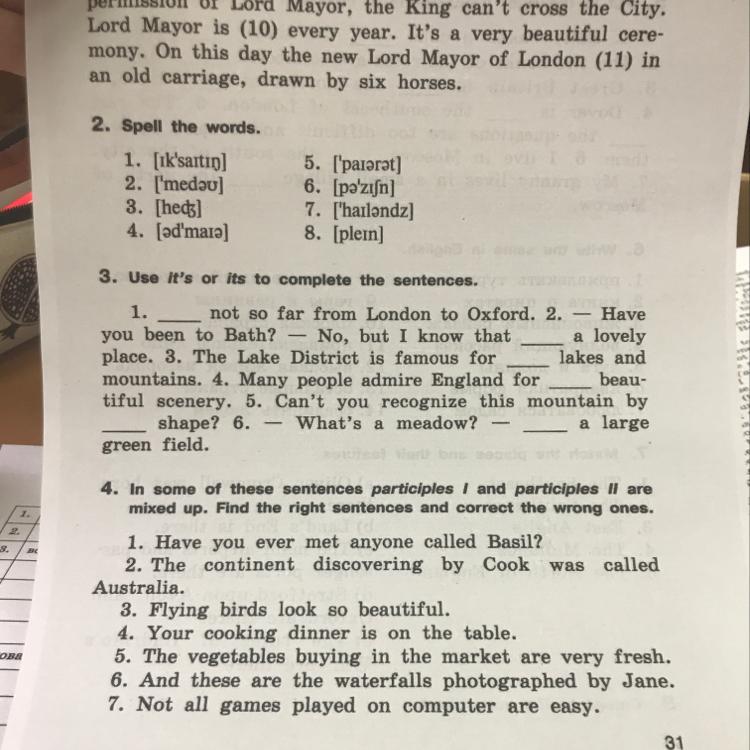 permission of Lord Mayor, the King can't cross the City.
Lord Mayor is (10) every year. It's a very beautiful cere-
mony. On this day the new Lord Mayor of London (11) in
an old carriage, drawn by six horses.
2. Spell the words.
1. [ɪk'saɪtɪŋ]
2. ['medəʊ]
3. [heʤ]
4. [əd'maɪə]
5. ['paɪərət]
6. [pə'zɪʃn]
7. ['haɪləndz]
8. [pleɪn]
3. Use it's or its to complete the sentences.
1. ____ not so far from London to Oxford. 2. — Have
you been to Bath? — No, but I know that ____ a lovely
place. 3. The Lake District is famous for ____ lakes and
mountains. 4. Many people admire England for ____ beau-
tiful scenery. 5. Can't you recognize this mountain by
____ shape? 6. — What's a meadow? — ____ a large
green field.
4. In some of these sentences participles I and participles II are
mixed up. Find the right sentences and correct the wrong ones.
1. Have you ever met anyone called Basil?
2. The continent discovering by Cook was called
Australia.
3. Flying birds look so beautiful.
4. Your cooking dinner is on the table.
5. The vegetables buying in the market are very fresh.
6. And these are the waterfalls photographed by Jane.
7. Not all games played on computer are easy.
31
1.
2.
3.